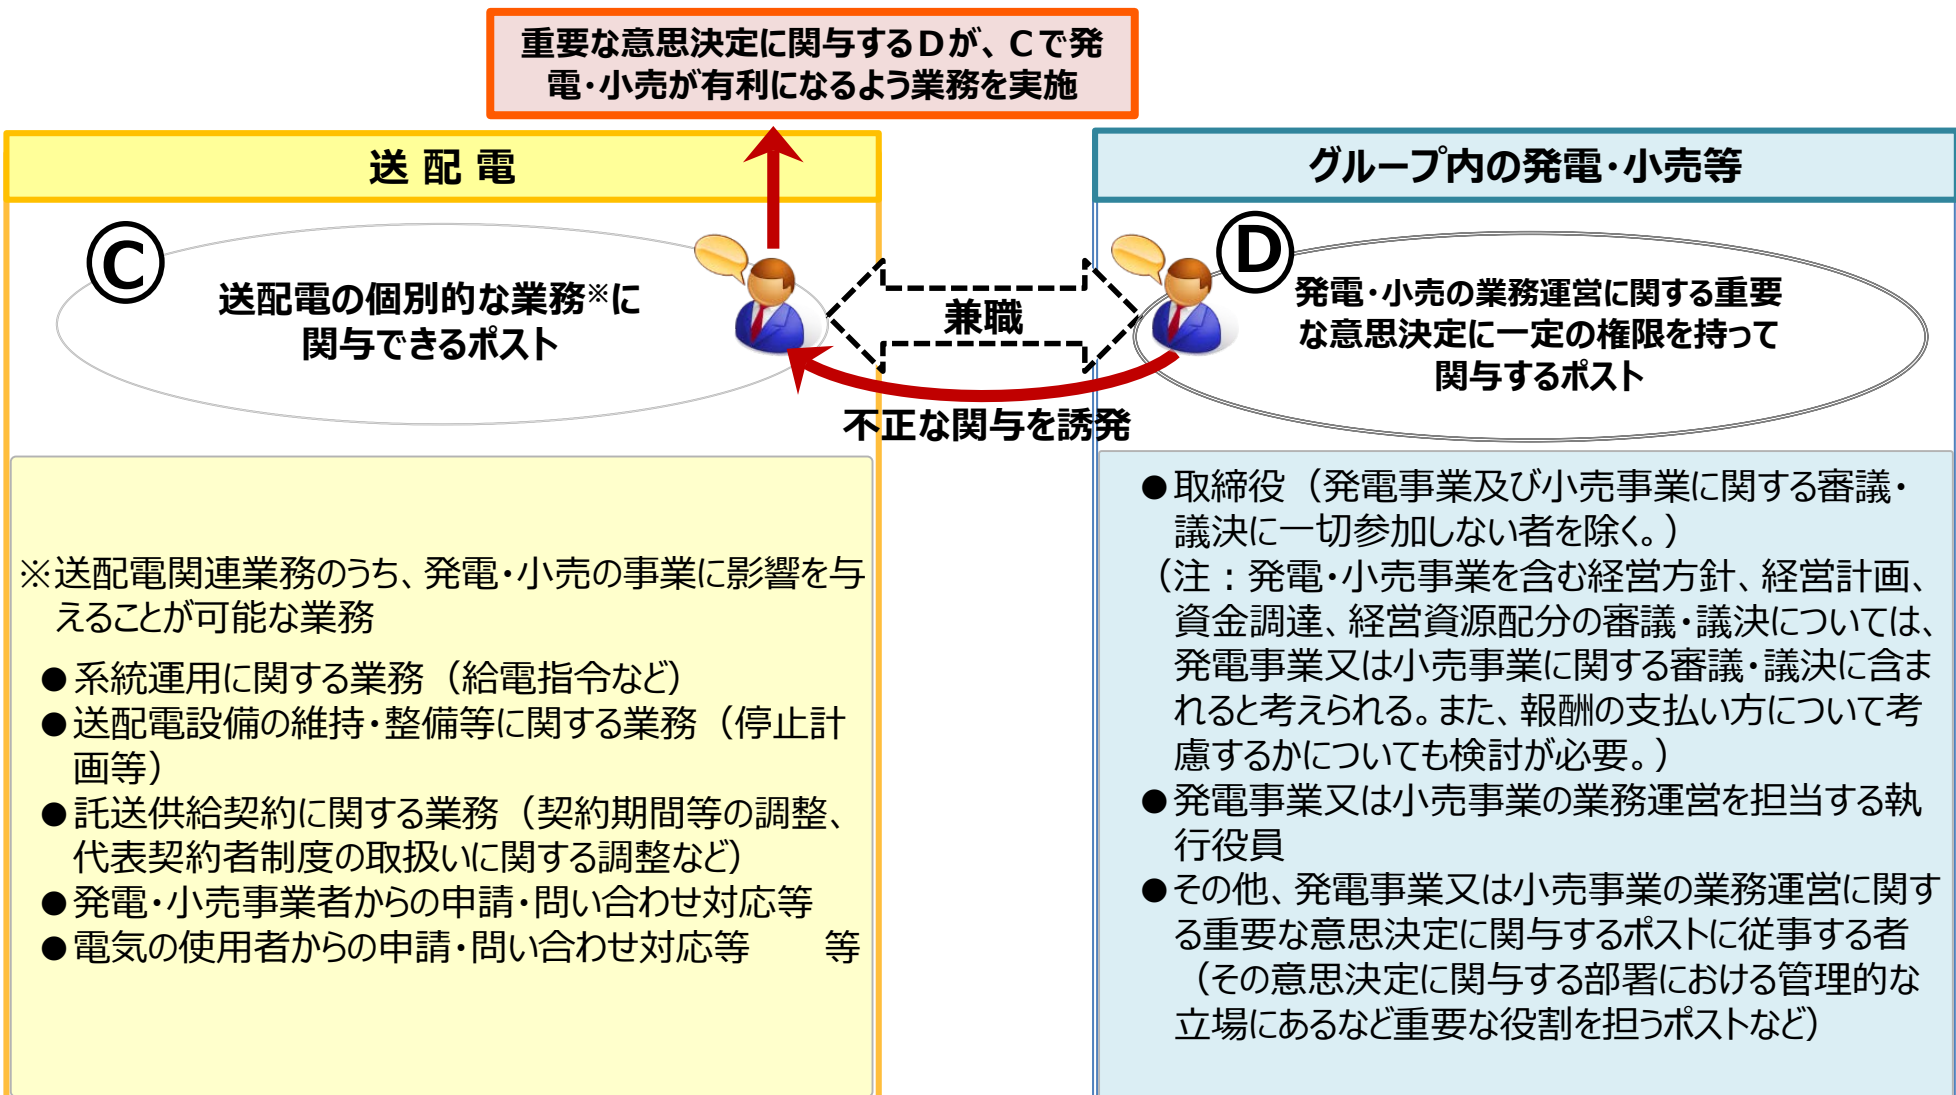 重要な意思決定に関与するDが、Cで発
電・小売が有利になるよう業務を実施
送 配 電
グループ内の発電・小売等
C
送配電の個別的な業務※に
関与できるポスト
兼職
不正な関与を誘発
D
発電・小売の業務運営に関する重要
な意思決定に一定の権限を持って
関与するポスト
※送配電関連業務のうち、発電・小売の事業に影響を与
えることが可能な業務
●系統運用に関する業務（給電指令など）
●送配電設備の維持・整備等に関する業務（停止計
画等）
●託送供給契約に関する業務（契約期間等の調整、
代表契約者制度の取扱いに関する調整など）
●発電・小売事業者からの申請・問い合わせ対応等
●電気の使用者からの申請・問い合わせ対応等　　等
●取締役（発電事業及び小売事業に関する審議・
議決に一切参加しない者を除く。）
（注：発電・小売事業を含む経営方針、経営計画、
資金調達、経営資源配分の審議・議決については、
発電事業又は小売事業に関する審議・議決に含ま
れると考えられる。また、報酬の支払い方について考
慮するかについても検討が必要。）
●発電事業又は小売事業の業務運営を担当する執
行役員
●その他、発電事業又は小売事業の業務運営に関す
る重要な意思決定に関与するポストに従事する者
（その意思決定に関与する部署における管理的な
立場にあるなど重要な役割を担うポストなど）